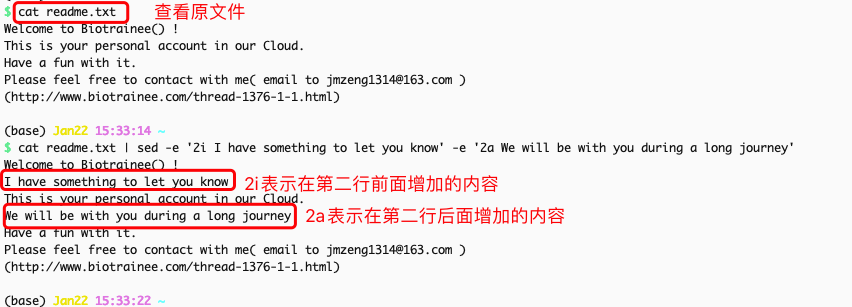 $ cat readme.txt 查看原文件
Welcome to Biotrainee() !
This is your personal account in our Cloud.
Have a fun with it.
Please feel free to contact with me( email to jmzeng1314@163.com )
(http://www.biotrainee.com/thread-1376-1-1.html)
(base) Jan22 15:33:14 ~
$ cat readme.txt | sed -e '2i I have something to let you know' -e '2a We will be with you during a long journey'
Welcome to Biotrainee() !
I have something to let you know 2i表示在第二行前面增加的内容
This is your personal account in our Cloud.
We will be with you during a long journey 2a表示在第二行后面增加的内容
Have a fun with it.
Please feel free to contact with me( email to jmzeng1314@163.com )
(http://www.biotrainee.com/thread-1376-1-1.html)
(base) Jan22 15:33:22 ~